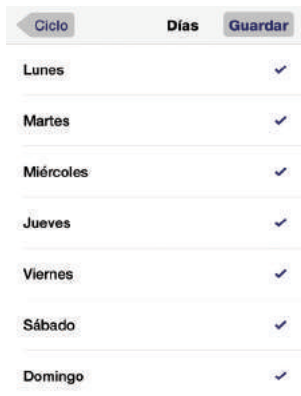 Ciclo Días Guardar
Lunes
Martes
Miércoles
Jueves
Viernes
Sábado
Domingo